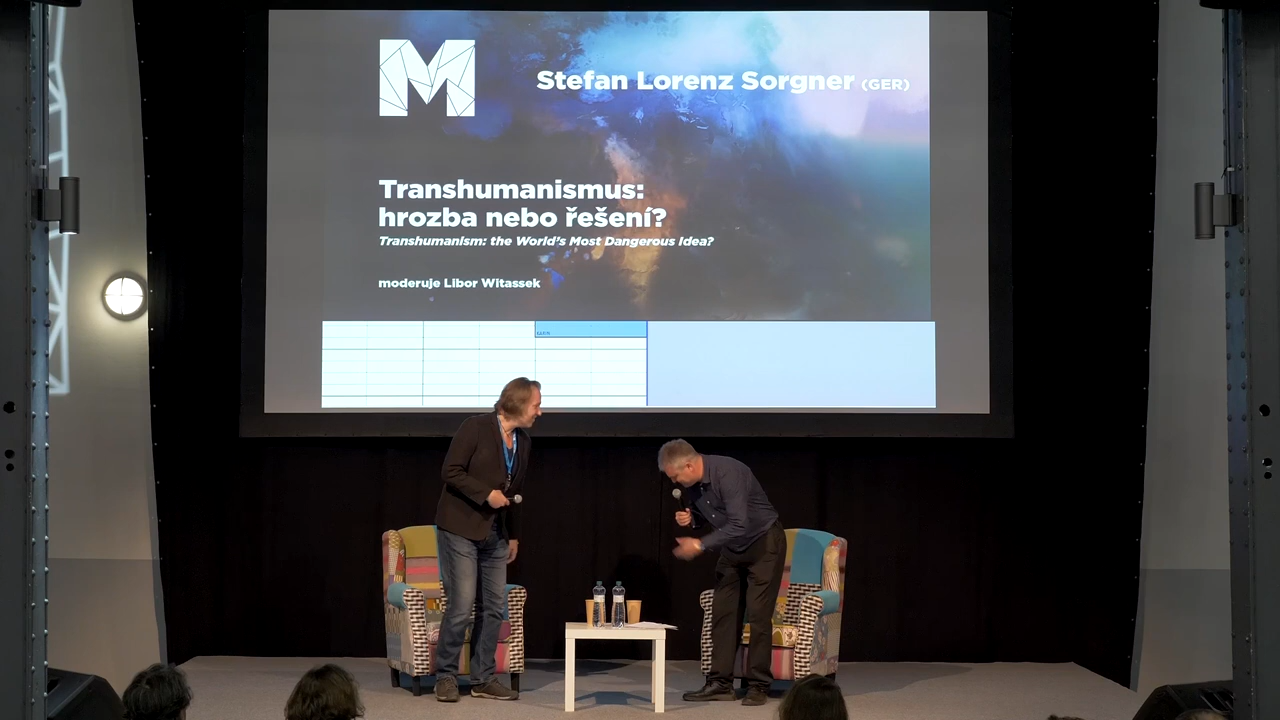 M
Stefan Lorenz Sorgner (GER)
Transhumanismus:
hrozba nebo řešení?
Transhumanism: the World's Most Dangerous Idea?
moderuje Libor Witassek